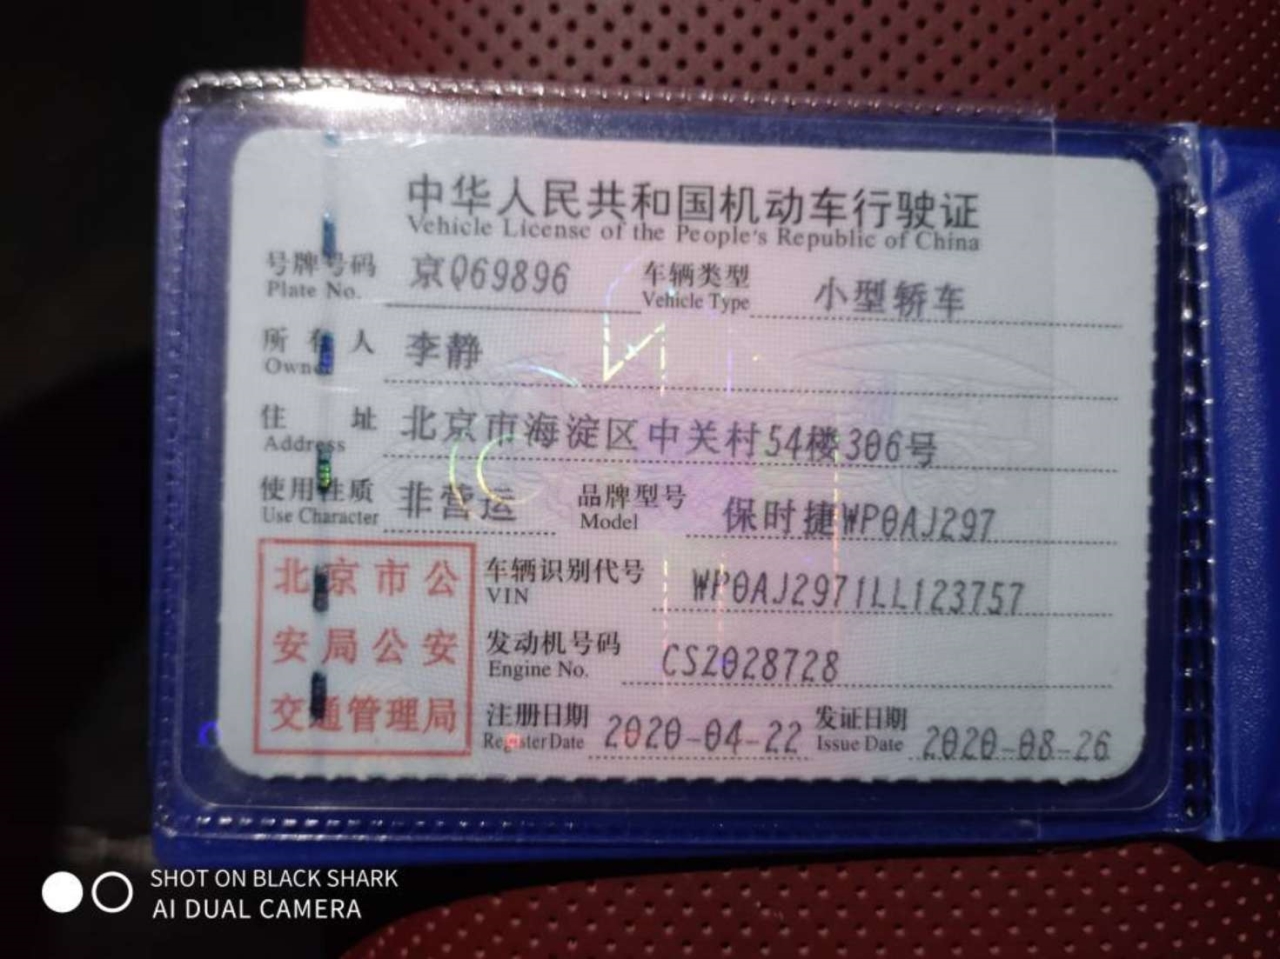 中华人民共和国机动车行驶证
Vehicle License of the People's Republic of China
号牌号码 京Q69896 车辆类型 小型轿车
Plate No. Vehicle Type
所有人 李静
Owner
住址 北京市海淀区中关村54楼306号
Address
使用性质 非营运 品牌型号 保时捷WP0AJ297
Use Character Model
北京市公
安局公安
交通管理局
车辆识别代号 WP0AJ2971LL123757
VIN
发动机号码 CS2028728
Engine No.
注册日期 2020-04-22 发证日期 2020-08-26
Register Date Issue Date
SHOT ON BLACK SHARK
AI DUAL CAMERA